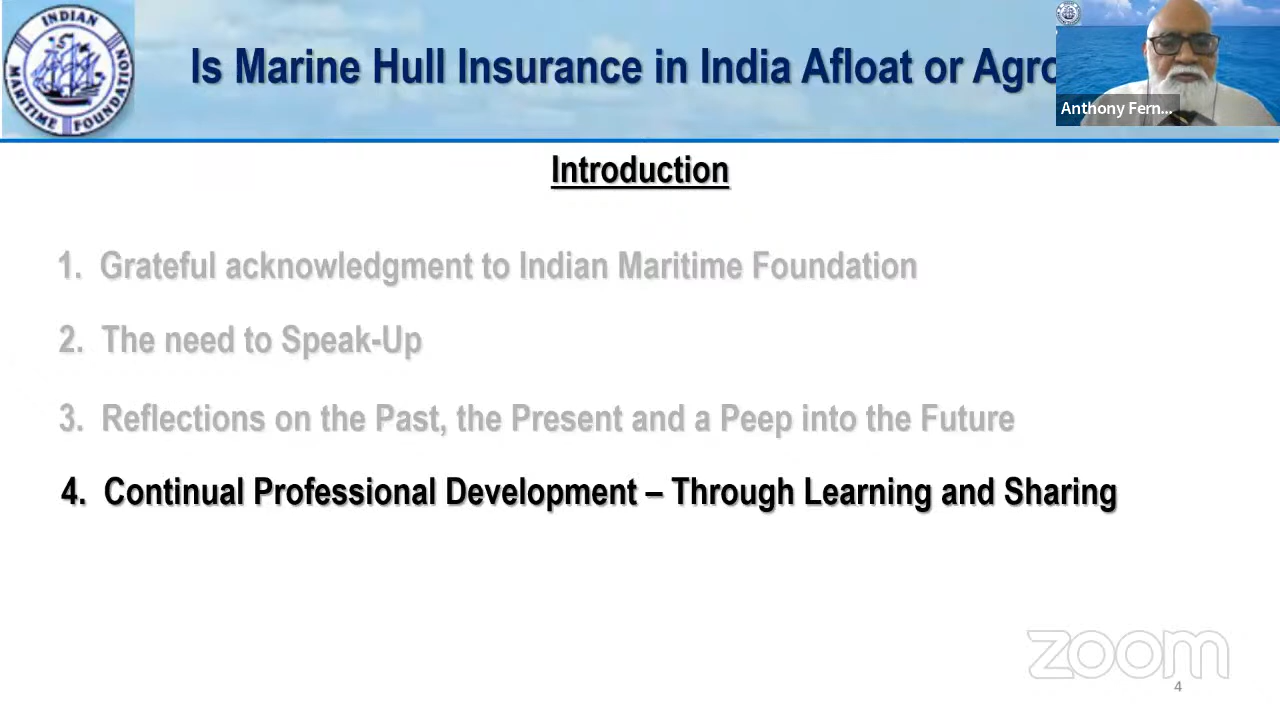 INDIAN
MARITIME FOUNDATION
Is Marine Hull Insurance in India Afloat or Agro
Anthony Fern...
Introduction
1. Grateful acknowledgment to Indian Maritime Foundation
2. The need to Speak-Up
3. Reflections on the Past, the Present and a Peep into the Future
4. Continual Professional Development – Through Learning and Sharing
zoom
4